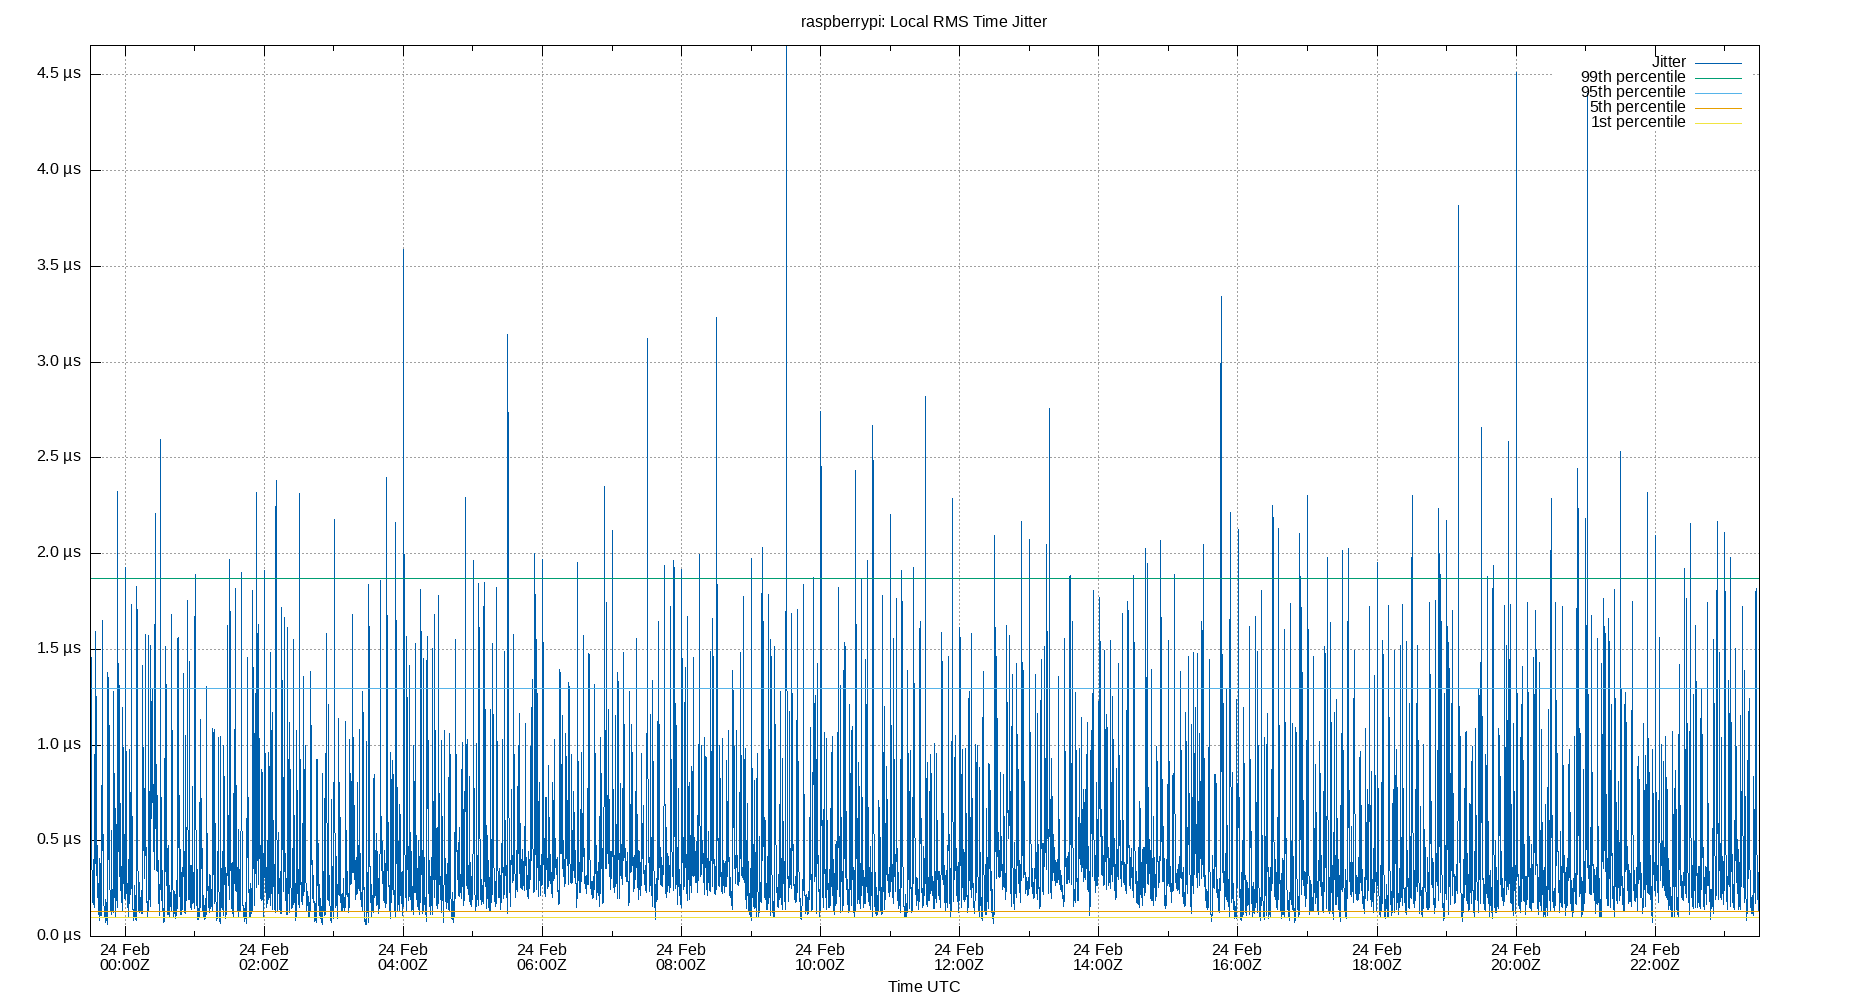 raspberrypi: Local RMS Time Jitter
4.5 µs
4.0 µs
3.5 µs
3.0 µs
2.5 µs
2.0 µs
1.5 µs
1.0 µs
0.5 µs
0.0 µs
Jitter
99th percentile
95th percentile
5th percentile
1st percentile
24 Feb 24 Feb 24 Feb 24 Feb 24 Feb 24 Feb 24 Feb 24 Feb 24 Feb 24 Feb 24 Feb 24 Feb
00:00Z 02:00Z 04:00Z 06:00Z 08:00Z 10:00Z 12:00Z 14:00Z 16:00Z 18:00Z 20:00Z 22:00Z
Time UTC